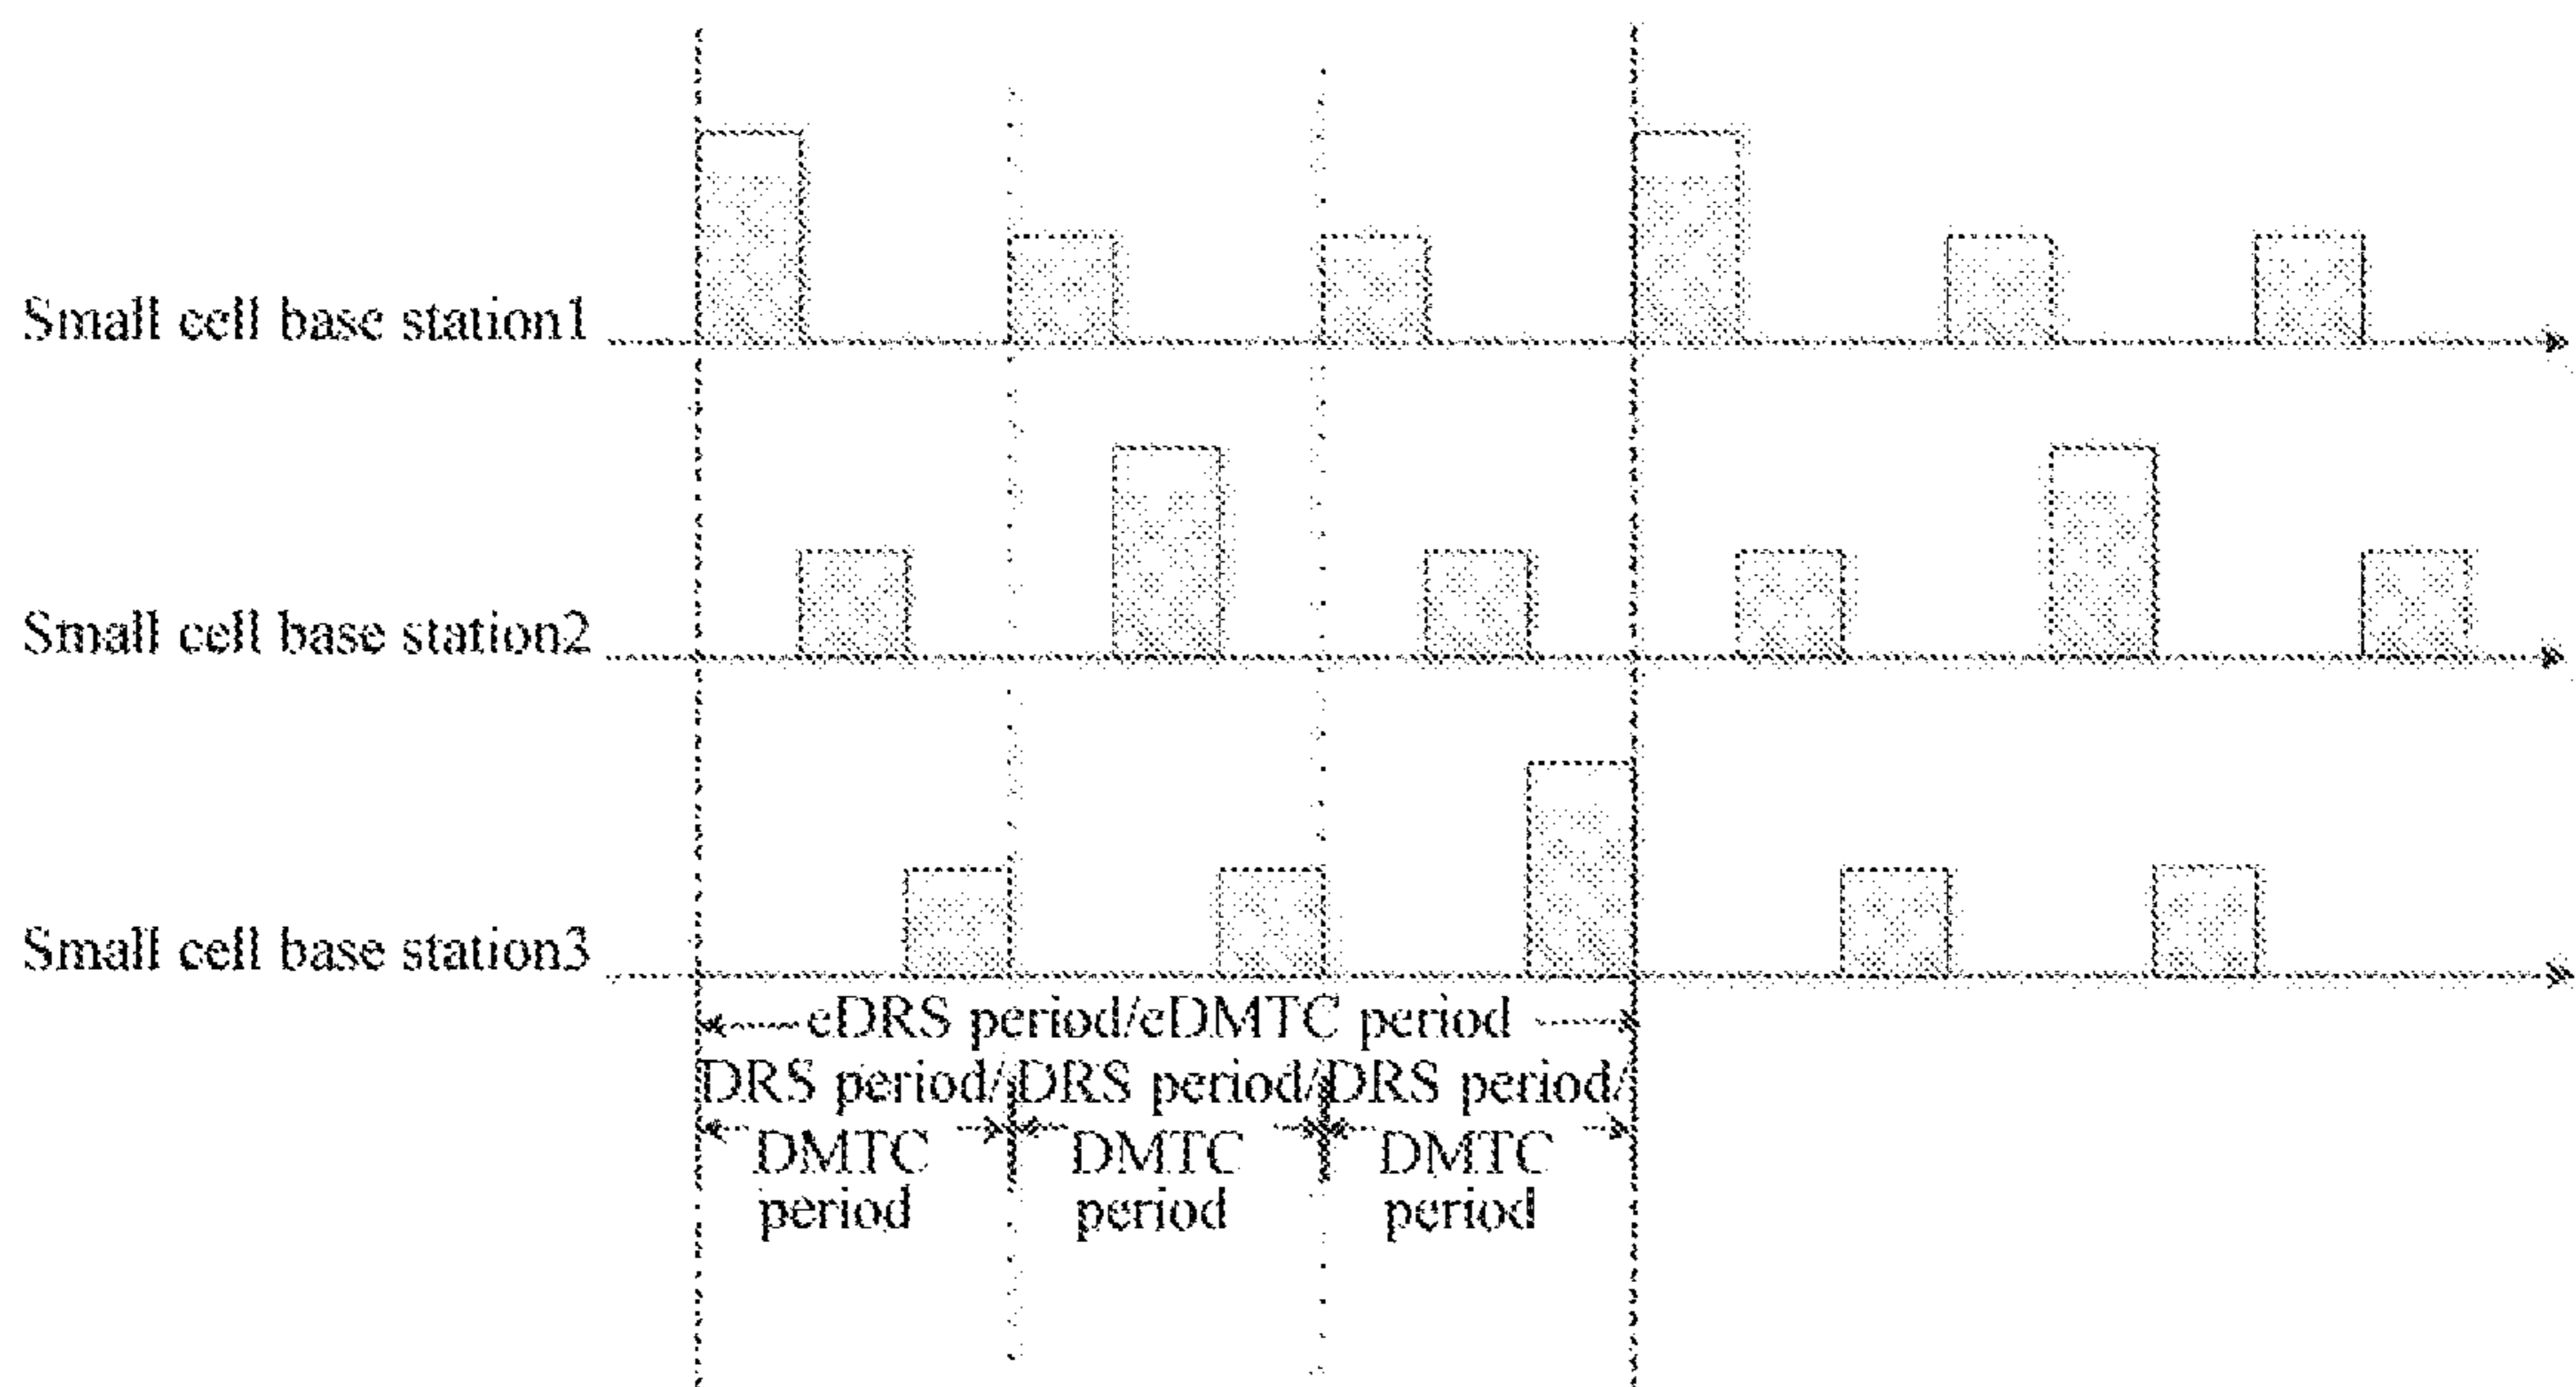 Small cell base station1
Small cell base station2
Small cell base station3
eDRS period/eDMTC period
DRS period/ DRS period/ DRS period/
DMTC DMTC DMTC
period period period